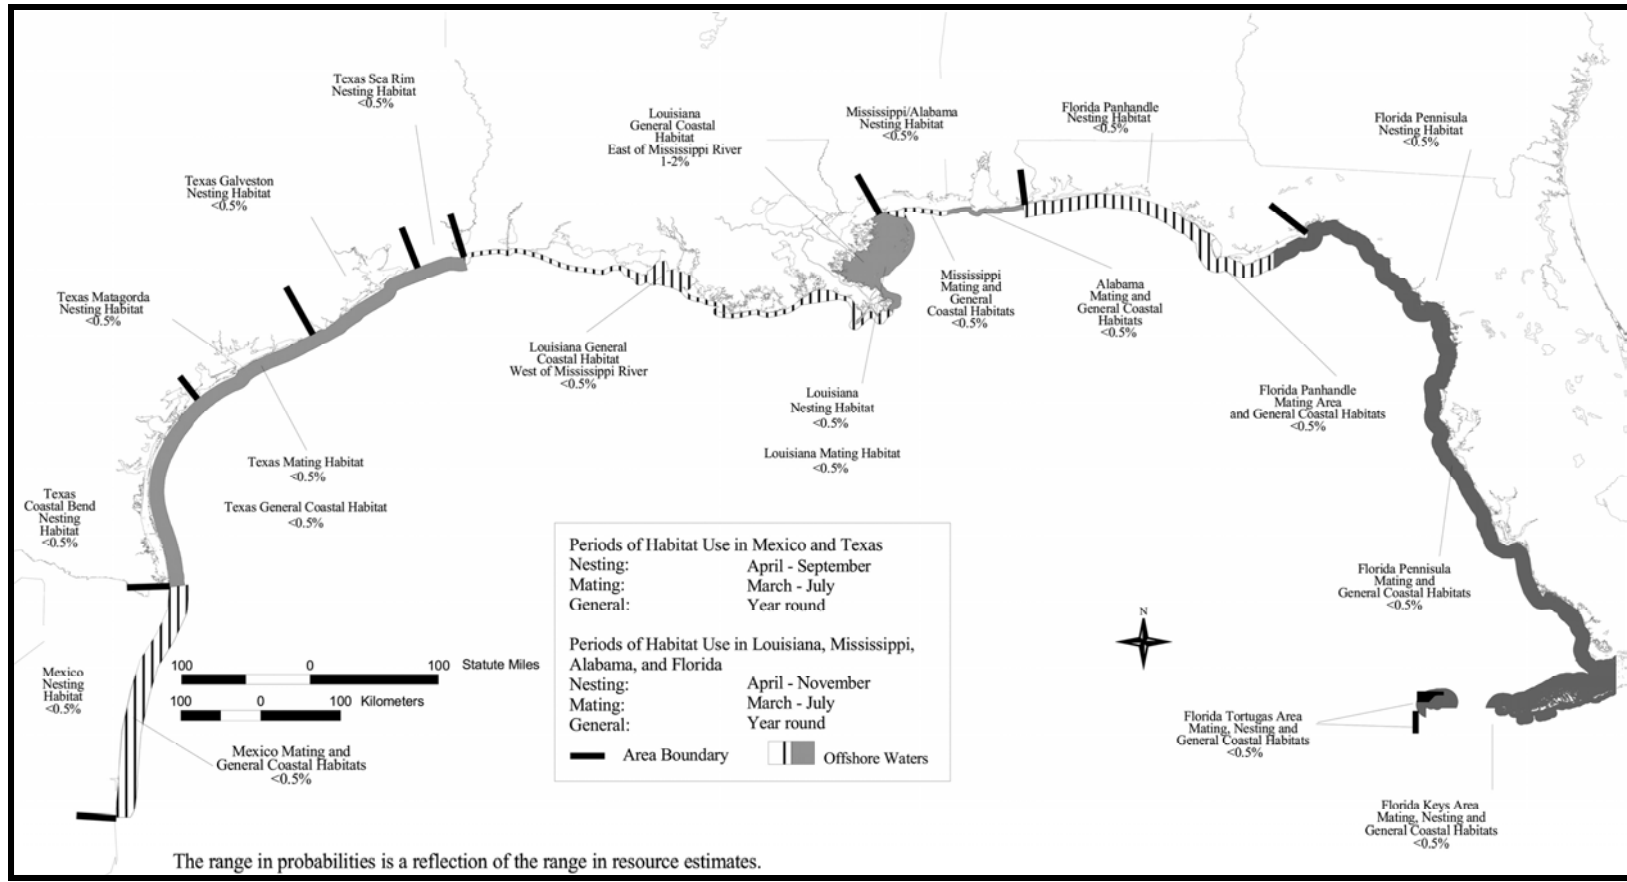 Texas Sea Rim
Nesting Habitat
<0.5%
Louisiana
General Coastal
Habitat
East of Mississippi River
1-2%
Mississippi/Alabama
Nesting Habitat
<0.5%
Florida Panhandle
Nesting Habitat
<0.5%
Florida Pennisula
Nesting Habitat
<0.5%
Texas Galveston
Nesting Habitat
<0.5%
Texas Matagorda
Nesting Habitat
<0.5%
Mississippi
Mating and
General
Coastal Habitats
<0.5%
Alabama
Mating and
General Coastal
Habitats
<0.5%
Louisiana General
Coastal Habitat
West of Mississippi River
<0.5%
Louisiana
Nesting Habitat
<0.5%
Louisiana Mating Habitat
<0.5%
Florida Panhandle
Mating Area
and General Coastal Habitats
<0.5%
Texas Mating Habitat
<0.5%
Texas General Coastal Habitat
<0.5%
Texas
Coastal Bend
Nesting
Habitat
<0.5%
Florida Pennisula
Mating and
General Coastal Habitats
<0.5%
Periods of Habitat Use in Mexico and Texas
Nesting: April - September
Mating: March - July
General: Year round
Periods of Habitat Use in Louisiana, Mississippi,
Alabama, and Florida
Nesting: April - November
Mating: March - July
General: Year round
Area Boundary Offshore Waters
N
100 0 100 Statute Miles
100 0 100 Kilometers
Mexico
Nesting
Habitat
<0.5%
Mexico Mating and
General Coastal Habitats
<0.5%
Florida Tortugas Area
Mating, Nesting and
General Coastal Habitats
<0.5%
Florida Keys Area
Mating, Nesting and
General Coastal Habitats
<0.5%
The range in probabilities is a reflection of the range in resource estimates.